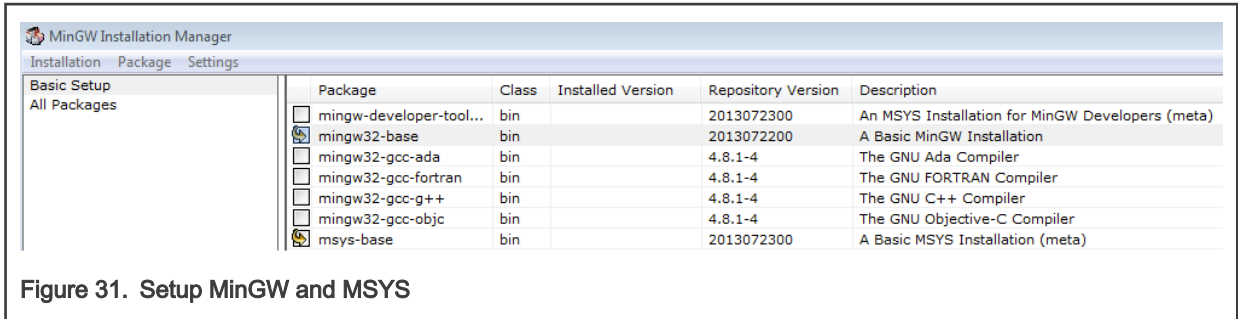 MinGW Installation Manager
Installation Package Settings
Basic Setup
All Packages
Package Class Installed Version Repository Version Description
mingw-developer-tool... bin 2013072300 An MSYS Installation for MinGW Developers (meta)
mingw32-base bin 2013072200 A Basic MinGW Installation
mingw32-gcc-ada bin 4.8.1-4 The GNU Ada Compiler
mingw32-gcc-fortran bin 4.8.1-4 The GNU FORTRAN Compiler
mingw32-gcc-g++ bin 4.8.1-4 The GNU C++ Compiler
mingw32-gcc-objc bin 4.8.1-4 The GNU Objective-C Compiler
msys-base bin 2013072300 A Basic MSYS Installation (meta)
Figure 31. Setup MinGW and MSYS